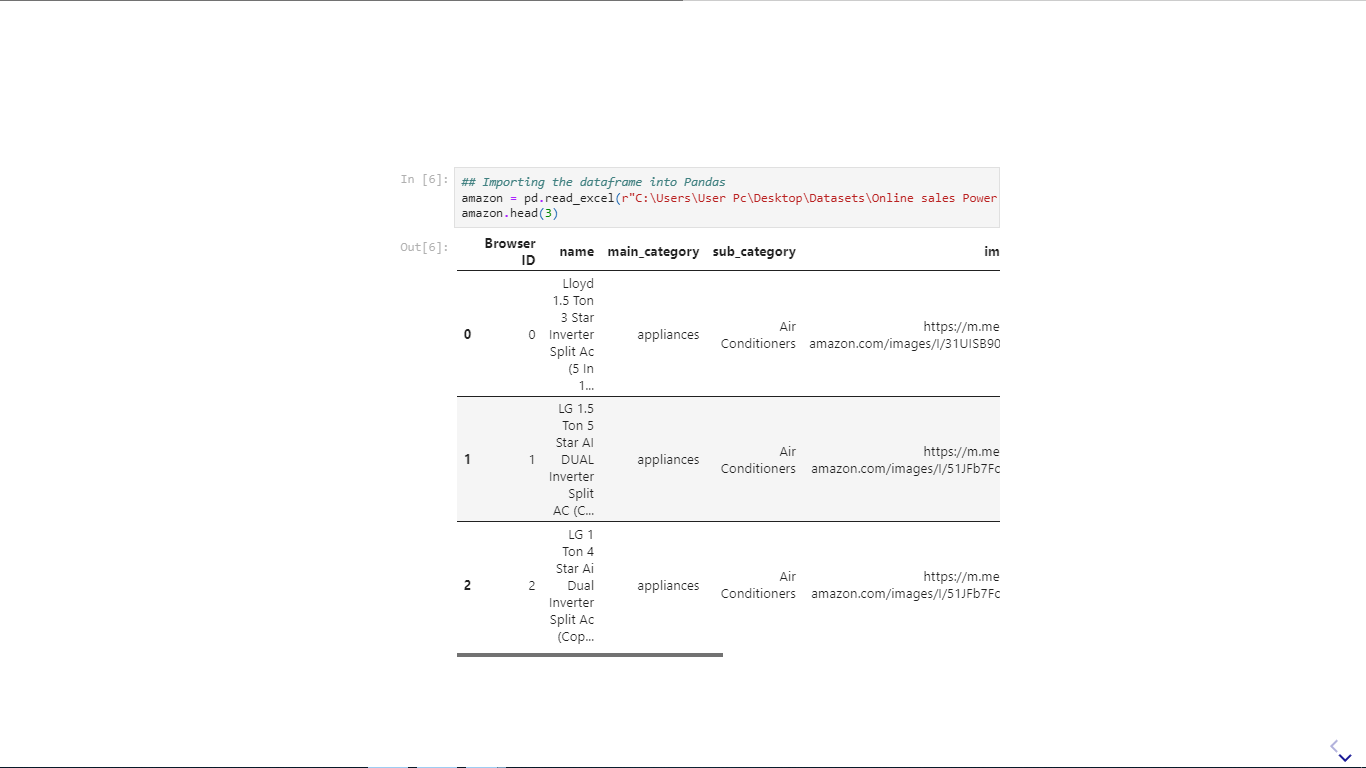 In [6]:
## Importing the dataframe into Pandas
amazon = pd.read_excel(r"C:\Users\User Pc\Desktop\Datasets\Online sales Power
amazon.head(3)
Out[6]:
Browser ID name main_category sub_category im
0 0 Lloyd 1.5 Ton 3 Star Inverter Split Ac (5 In 1... appliances Air Conditioners https://m.me amazon.com/images/I/31UISB90
1 1 LG 1.5 Ton 5 Star AI DUAL Inverter Split AC (C... appliances Air Conditioners https://m.me amazon.com/images/I/51JFb7Fc
2 2 LG 1 Ton 4 Star Ai Dual Inverter Split Ac (Cop... appliances Air Conditioners https://m.me amazon.com/images/I/51JFb7Fc